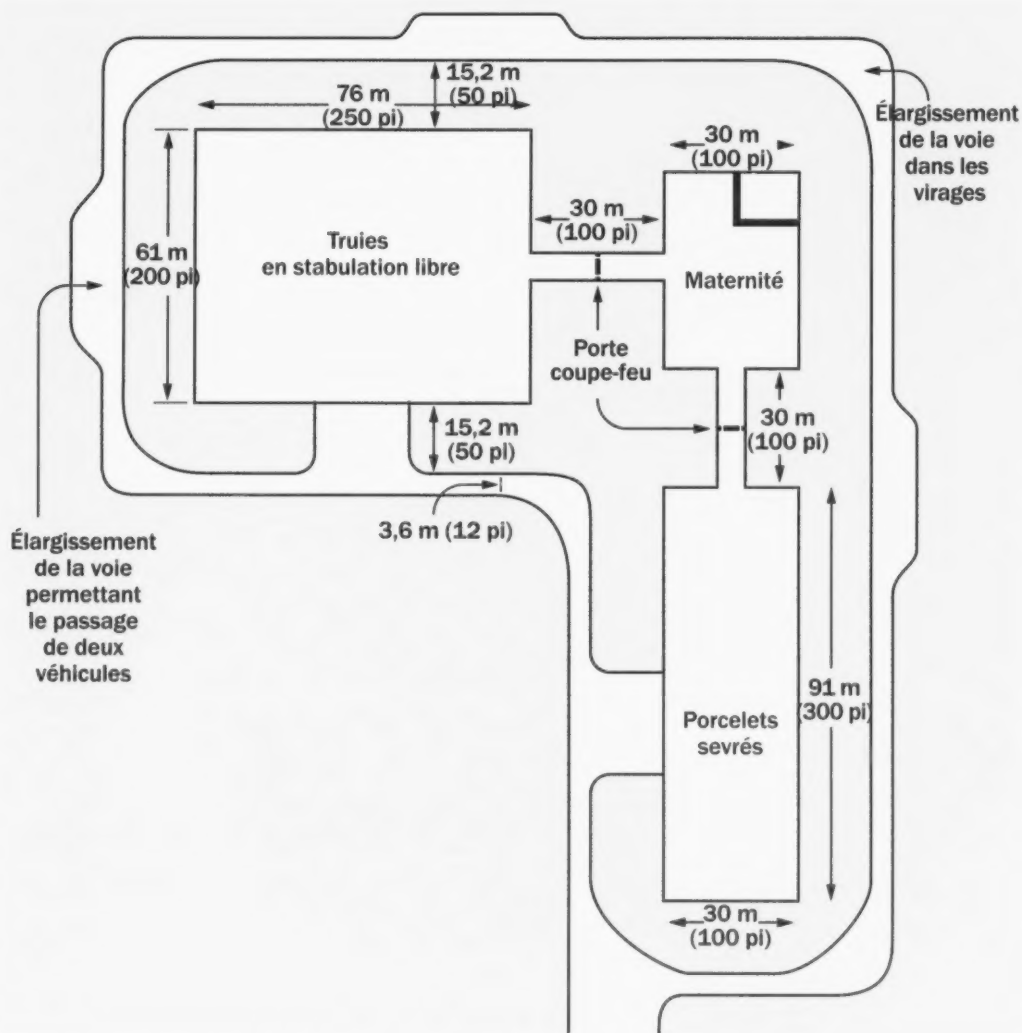 15,2 m
(50 pi)
76 m
(250 pi)
Élargissement
de la voie
dans les
virages
30 m
(100 pi)
30 m
(100 pi)
Truies
en stabulation libre
61 m
(200 pi)
Maternité
Porte
coupe-feu
30 m
(100 pi)
15,2 m
(50 pi)
3,6 m (12 pi)
Élargissement
de la voie
permettant
le passage
de deux
véhicules
91 m
(300 pi)
Porcelets
sevrés
30 m
(100 pi)